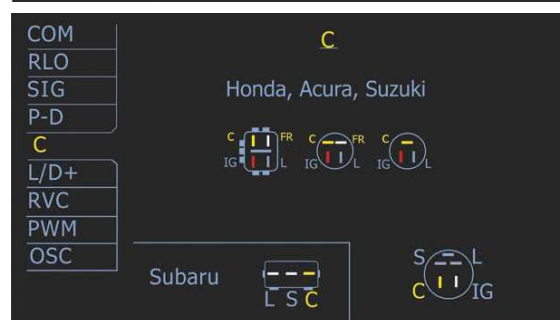 COM
RLO
SIG
P-D
C
L/D+
RVC
PWM
OSC
C
Honda, Acura, Suzuki
C FR
IG L
C FR
IG L
C
IG L
Subaru
L S C
S L
C IG